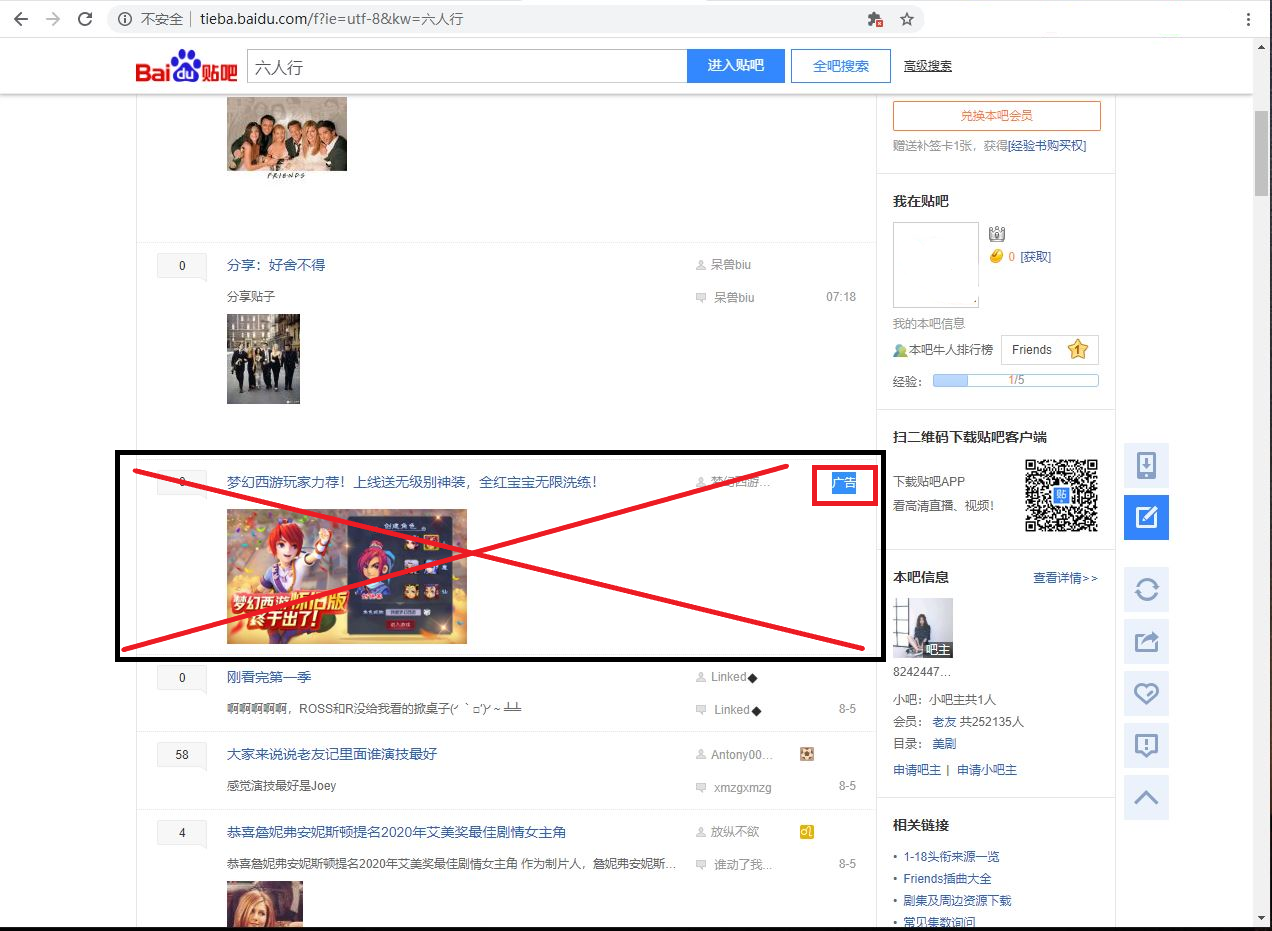 不安全 | tieba.baidu.com/f?ie=utf-8&kw=六人行
Bai du 贴吧
六人行
进入贴吧
全吧搜索
高级搜索
FRIENDS
兑换本吧会员
赠送补签卡1张，获得[经验书购买权]
我在贴吧
0 [获取]
我的本吧信息
本吧牛人排行榜 Friends 1
经验： 1/5
0 分享：好舍不得 呆兽biu
分享贴子 呆兽biu 07:18
扫二维码下载贴吧客户端
下载贴吧APP
看高清直播、视频！
贴
0 梦幻西游玩家力荐！上线送无级别神装，全红宝宝无限洗练！ 梦幻西游... 广告
创建角色
梦幻西游怀旧版
终于出了！
进入游戏
本吧信息 查看详情>>
吧主
8242447...
小吧：小吧主共1人
会员： 老友 共252135人
目录： 美剧
申请吧主 | 申请小吧主
0 刚看完第一季 Linked◆
啊啊啊啊啊，ROSS和R没给我看的掀桌子(╯‵□′)╯～╧╧ Linked◆ 8-5
58 大家来说说老友记里面谁演技最好 Antony00...
感觉演技最好是Joey xmzgxmzg 8-5
4 恭喜詹妮弗安妮斯顿提名2020年艾美奖最佳剧情女主角 放纵不欲
恭喜詹妮弗安妮斯顿提名2020年艾美奖最佳剧情女主角 作为制片人，詹妮弗安妮斯... 谁动了我... 8-5
相关链接
• 1-18头衔来源一览
• Friends插曲大全
• 剧集及周边资源下载
• 常见集数询问